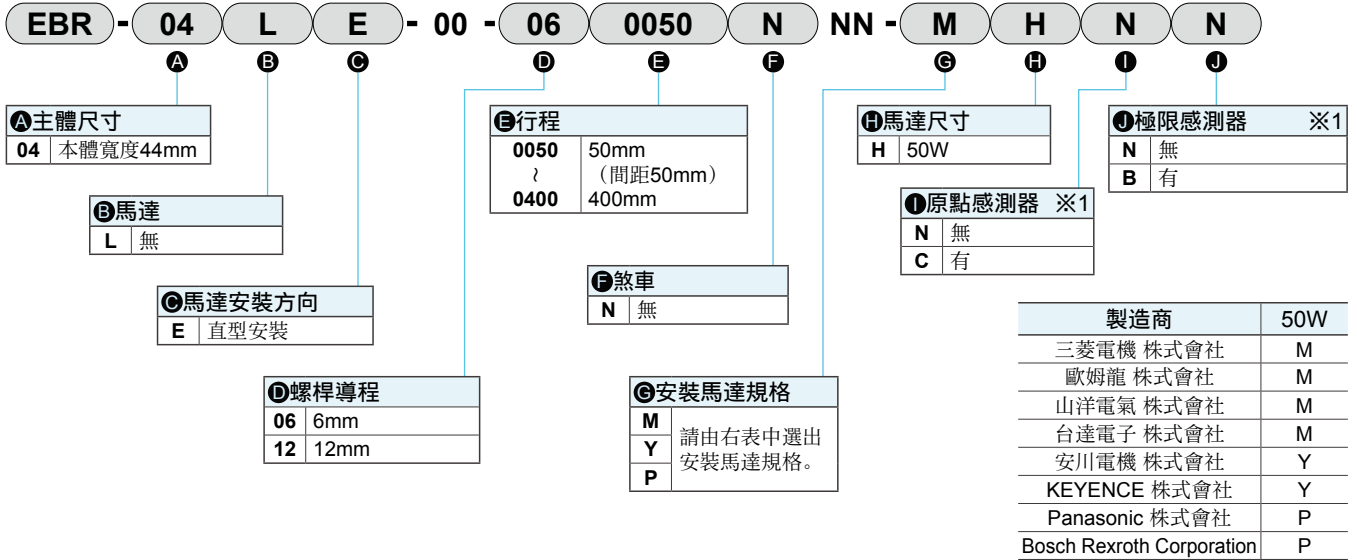 EBR - 04 L E - 00 - 06 0050 N NN - M H N N
A B C D E F G H I J
A主體尺寸
04 本體寬度44mm
B馬達
L 無
C馬達安裝方向
E 直型安裝
D螺桿導程
06 6mm
12 12mm
E行程
0050 50mm
~ （間距50mm）
0400 400mm
F煞車
N 無
G安裝馬達規格
M
Y
P
請由右表中選出
安裝馬達規格。
H馬達尺寸
H 50W
I原點感測器 ※1
N 無
C 有
J極限感測器 ※1
N 無
B 有
製造商 50W
三菱電機 株式會社 M
歐姆龍 株式會社 M
山洋電氣 株式會社 M
台達電子 株式會社 M
安川電機 株式會社 Y
KEYENCE 株式會社 Y
Panasonic 株式會社 P
Bosch Rexroth Corporation P